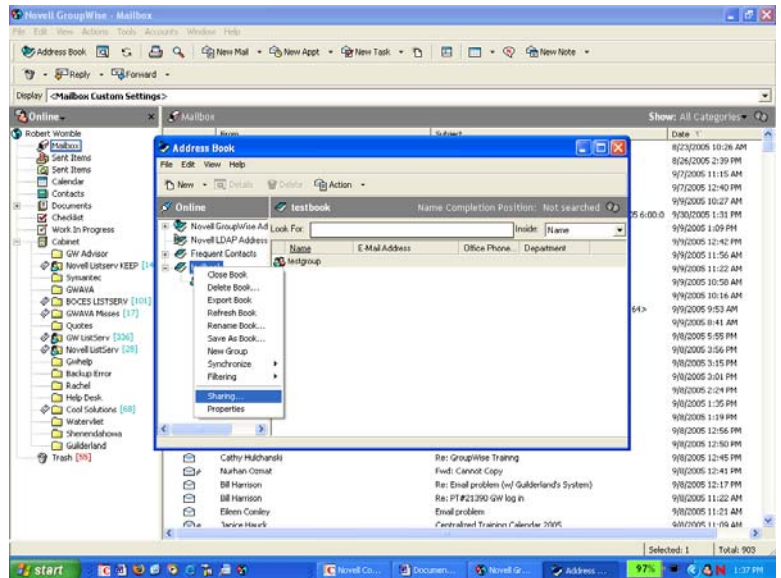 Novell GroupWise - Mailbox
File Edit View Actions Tools Accounts Window Help
Address Book New Mail New Appt New Task New Note
Reply Forward
Display <Mailbox Custom Settings>
Online Mailbox Show: All Categories
Robert Womble
Mailbox
Sent Items
Sent Items
Calendar
Contacts
Documents
Checklist
Work In Progress
Cabinet
GW Advisor
Novell Listserv KEEP
Symantec
GWAVA
BOCES LISTSERV [101]
GWAVA Misses [17]
Quotes
GW ListServ [336]
Novell ListServ [28]
Gwhelp
Backup Error
Rachel
Help Desk
Cool Solutions [68]
Watervliet
Shenendahowa
Guilderland
Trash [55]
From Subject Date
Address Book
File Edit View Help
New Details Delete Action
Online testbook Name Completion Position: Not searched
Novell GroupWise Ad
Novell LDAP Address
Frequent Contacts
Look For: Inside: Name
Name E-Mail Address Office Phone... Department
testgroup
Close Book
Delete Book...
Export Book
Refresh Book
Rename Book...
Save As Book...
New Group
Synchronize
Filtering
Sharing...
Properties
8/23/2005 10:26 AM
8/26/2005 2:39 PM
9/7/2005 11:15 AM
9/7/2005 12:40 PM
9/9/2005 10:27 AM
9/30/2005 1:31 PM
9/9/2005 1:09 PM
9/9/2005 12:42 PM
9/9/2005 11:56 AM
9/9/2005 11:22 AM
9/9/2005 10:58 AM
9/9/2005 10:16 AM
9/9/2005 9:53 AM
9/9/2005 8:41 AM
9/8/2005 5:55 PM
9/8/2005 3:56 PM
9/8/2005 3:15 PM
9/8/2005 3:01 PM
9/8/2005 2:24 PM
9/8/2005 1:35 PM
9/8/2005 1:19 PM
9/8/2005 12:56 PM
9/8/2005 12:50 PM
Cathy Hulchanski Re: GroupWise Trainng 9/8/2005 12:45 PM
Nurhan Ozmat Fwd: Cannot Copy 9/8/2005 12:41 PM
Bill Harrison Re: Email problem (w/ Guilderland's System) 9/8/2005 12:17 PM
Bill Harrison Re: PT#21390 GW log in 9/8/2005 11:22 AM
Eileen Conley Email problem 9/8/2005 11:21 AM
Janice Hauck Centralized Training Calendar 2005 9/8/2005 11:09 AM
Selected: 1 Total: 903
start Novell Co... Documen... Novell Gr... Address ... 97% 1:37 PM